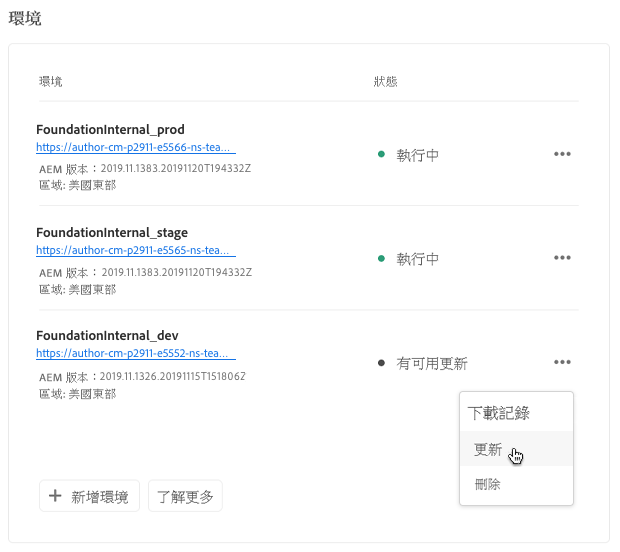 環境
環境 狀態
FoundationInternal_prod
https://author-cm-p2911-e5566-ns-tea...
執行中
AEM 版本：2019.11.1383.20191120T194332Z
區域: 美國東部
FoundationInternal_stage
https://author-cm-p2911-e5565-ns-tea...
執行中
AEM 版本：2019.11.1383.20191120T194332Z
區域: 美國東部
FoundationInternal_dev
https://author-cm-p2911-e5552-ns-tea...
有可用更新
AEM 版本：2019.11.1326.20191115T151806Z
區域: 美國東部
下載記錄
更新
刪除
新增環境 了解更多